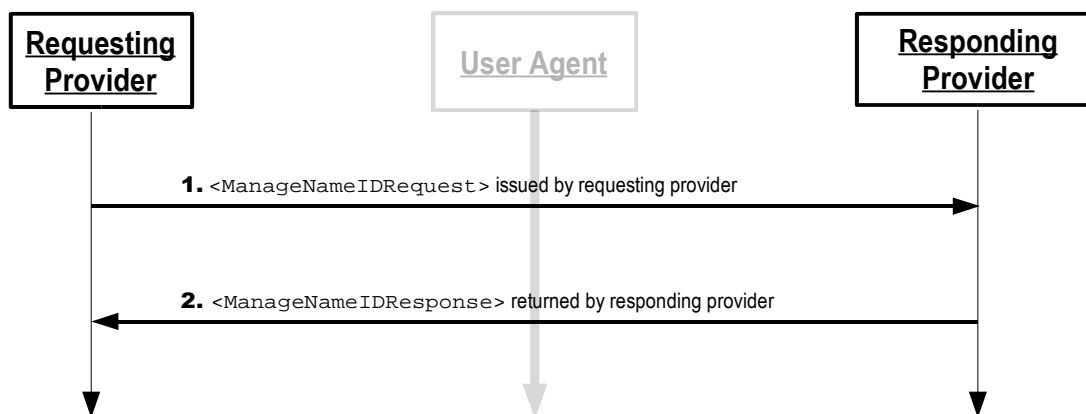 Requesting
Provider
User Agent
Responding
Provider
1. <ManageNameIDRequest> issued by requesting provider
2. <ManageNameIDResponse> returned by responding provider